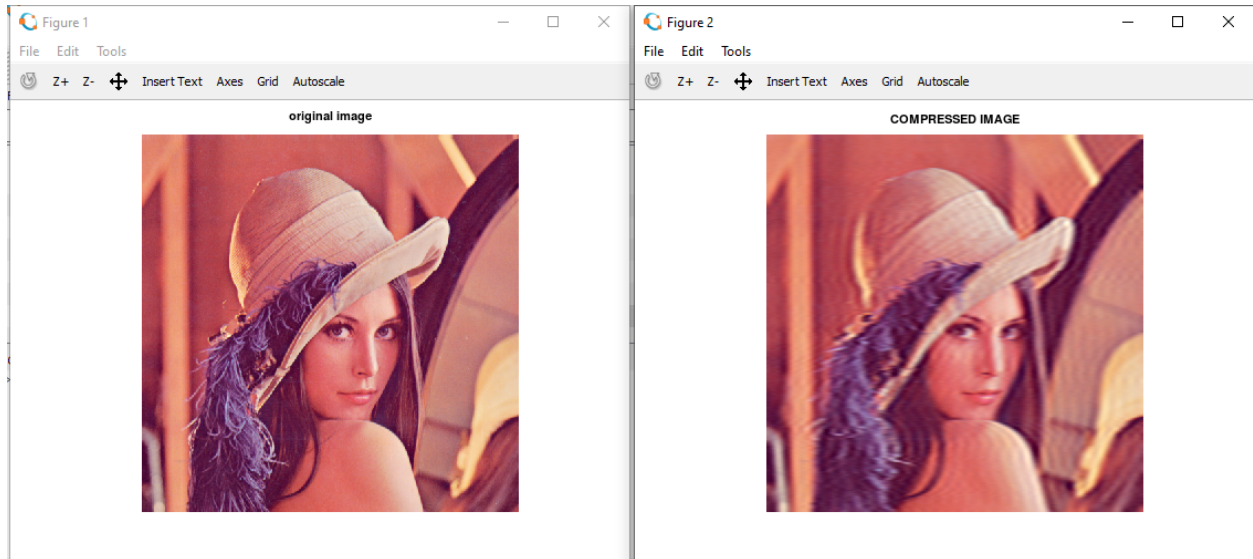 Figure 1
File Edit Tools
Z+ Z- Insert Text Axes Grid Autoscale
original image
Figure 2
File Edit Tools
Z+ Z- Insert Text Axes Grid Autoscale
COMPRESSED IMAGE